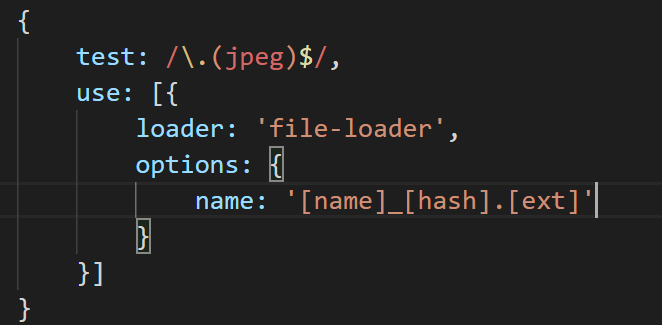 {
    test: /\.(jpeg)$/,
    use: [{
        loader: 'file-loader',
        options: {
            name: '[name]_[hash].[ext]'
        }
    }]
}